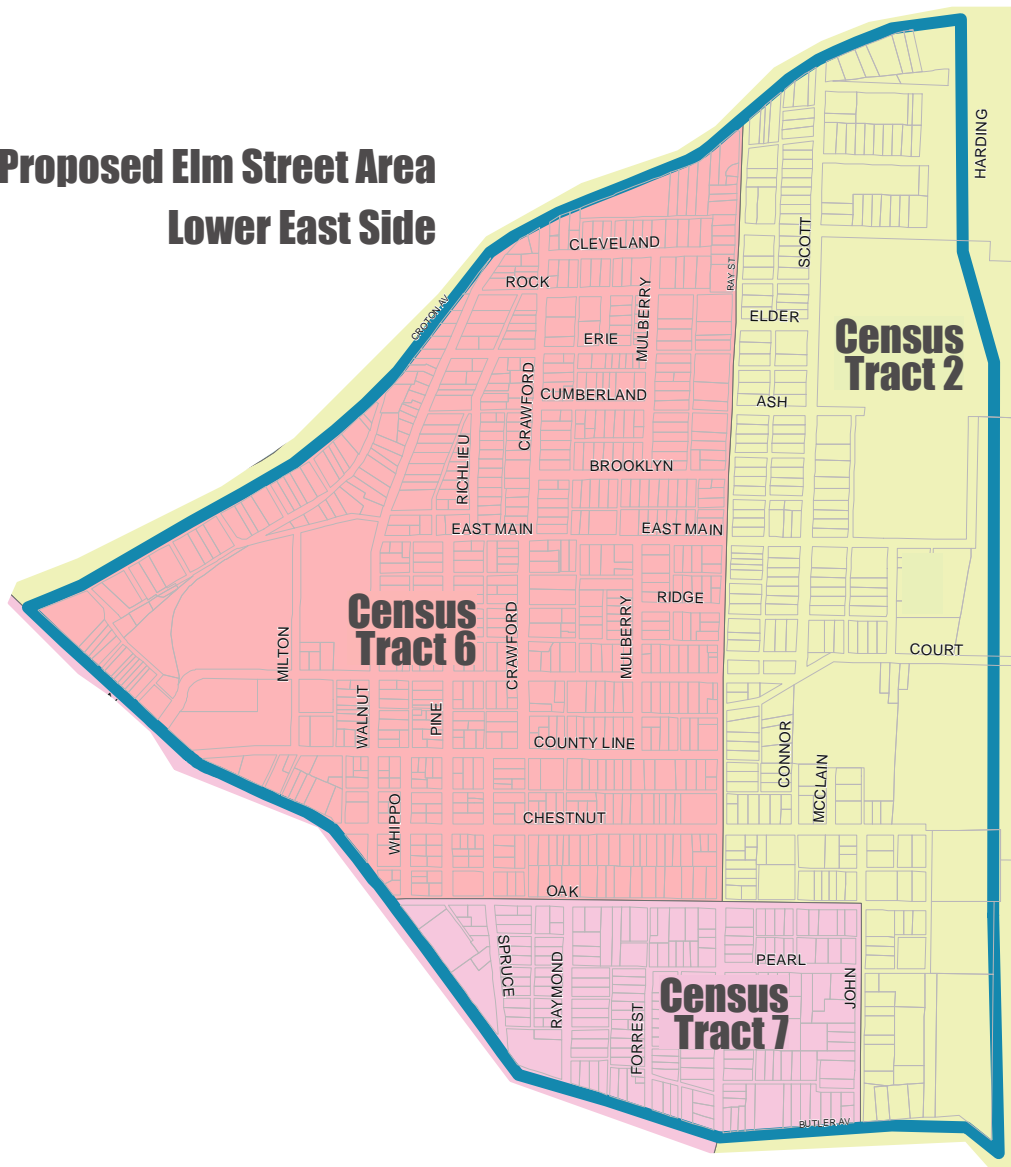 Proposed Elm Street Area
Lower East Side
HARDING
SCOTT
CLEVELAND
RAY ST
ROCK
MULBERRY
CROTON AV
ELDER
ERIE
Census
Tract 2
CRAWFORD
CUMBERLAND
ASH
RICHLIEU
BROOKLYN
EAST MAIN
EAST MAIN
Census
Tract 6
RIDGE
MILTON
CRAWFORD
MULBERRY
COURT
WALNUT
PINE
COUNTY LINE
CONNOR
MCCLAIN
WHIPPO
CHESTNUT
OAK
SPRUCE
RAYMOND
PEARL
JOHN
Census
Tract 7
FORREST
BUTLER AV